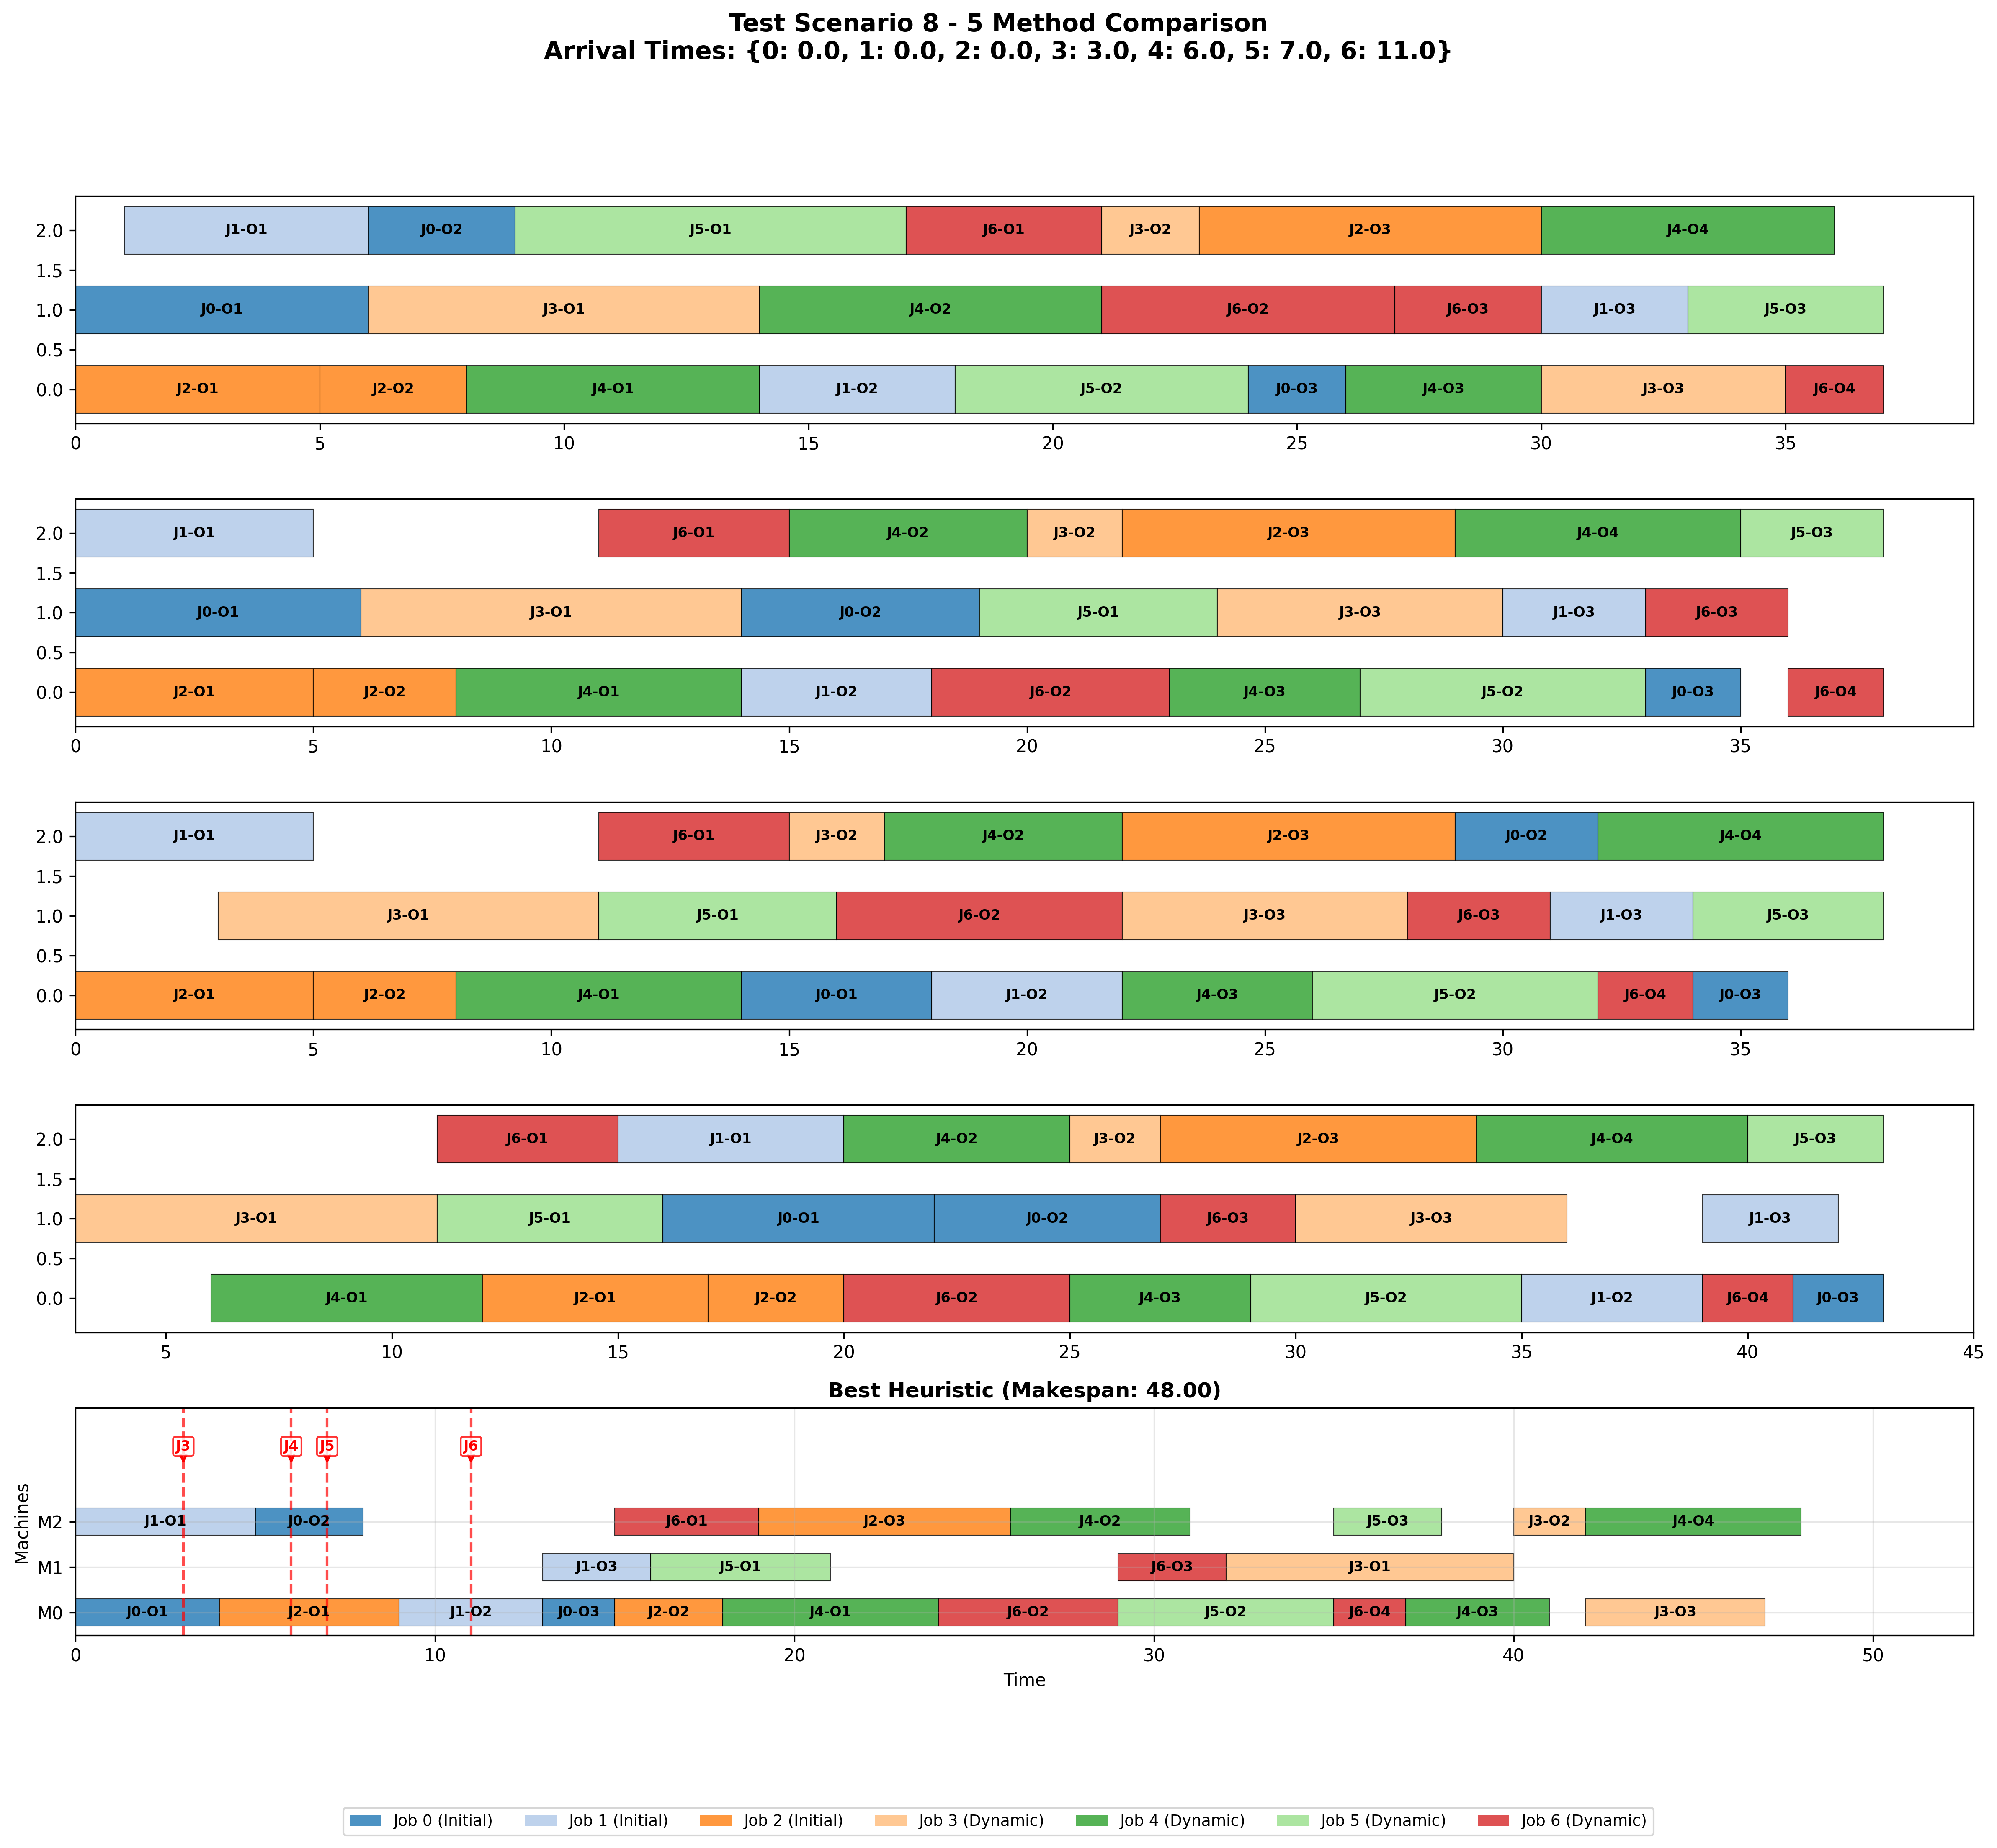 Test Scenario 8 - 5 Method Comparison
Arrival Times: {0: 0.0, 1: 0.0, 2: 0.0, 3: 3.0, 4: 6.0, 5: 7.0, 6: 11.0}
2.0 J1-O1 J0-O2 J5-O1 J6-O1 J3-O2 J2-O3 J4-O4
1.5
1.0 J0-O1 J3-O1 J4-O2 J6-O2 J6-O3 J1-O3 J5-O3
0.5
0.0 J2-O1 J2-O2 J4-O1 J1-O2 J5-O2 J0-O3 J4-O3 J3-O3 J6-O4
0 5 10 15 20 25 30 35
2.0 J1-O1 J6-O1 J4-O2 J3-O2 J2-O3 J4-O4 J5-O3
1.5
1.0 J0-O1 J3-O1 J0-O2 J5-O1 J3-O3 J1-O3 J6-O3
0.5
0.0 J2-O1 J2-O2 J4-O1 J1-O2 J6-O2 J4-O3 J5-O2 J0-O3 J6-O4
0 5 10 15 20 25 30 35
2.0 J1-O1 J6-O1 J3-O2 J4-O2 J2-O3 J0-O2 J4-O4
1.5
1.0 J3-O1 J5-O1 J6-O2 J3-O3 J6-O3 J1-O3 J5-O3
0.5
0.0 J2-O1 J2-O2 J4-O1 J0-O1 J1-O2 J4-O3 J5-O2 J6-O4 J0-O3
0 5 10 15 20 25 30 35
2.0 J6-O1 J1-O1 J4-O2 J3-O2 J2-O3 J4-O4 J5-O3
1.5
1.0 J3-O1 J5-O1 J0-O1 J0-O2 J6-O3 J3-O3 J1-O3
0.5
0.0 J4-O1 J2-O1 J2-O2 J6-O2 J4-O3 J5-O2 J1-O2 J6-O4 J0-O3
5 10 15 20 25 30 35 40 45
Best Heuristic (Makespan: 48.00)
J3 J4 J5 J6
Machines
M2 J1-O1 J0-O2 J6-O1 J2-O3 J4-O2 J5-O3 J3-O2 J4-O4
M1 J1-O3 J5-O1 J6-O3 J3-O1
M0 J0-O1 J2-O1 J1-O2 J0-O3 J2-O2 J4-O1 J6-O2 J5-O2 J6-O4 J4-O3 J3-O3
0 10 20 30 40 50
Time
Job 0 (Initial) Job 1 (Initial) Job 2 (Initial) Job 3 (Dynamic) Job 4 (Dynamic) Job 5 (Dynamic) Job 6 (Dynamic)